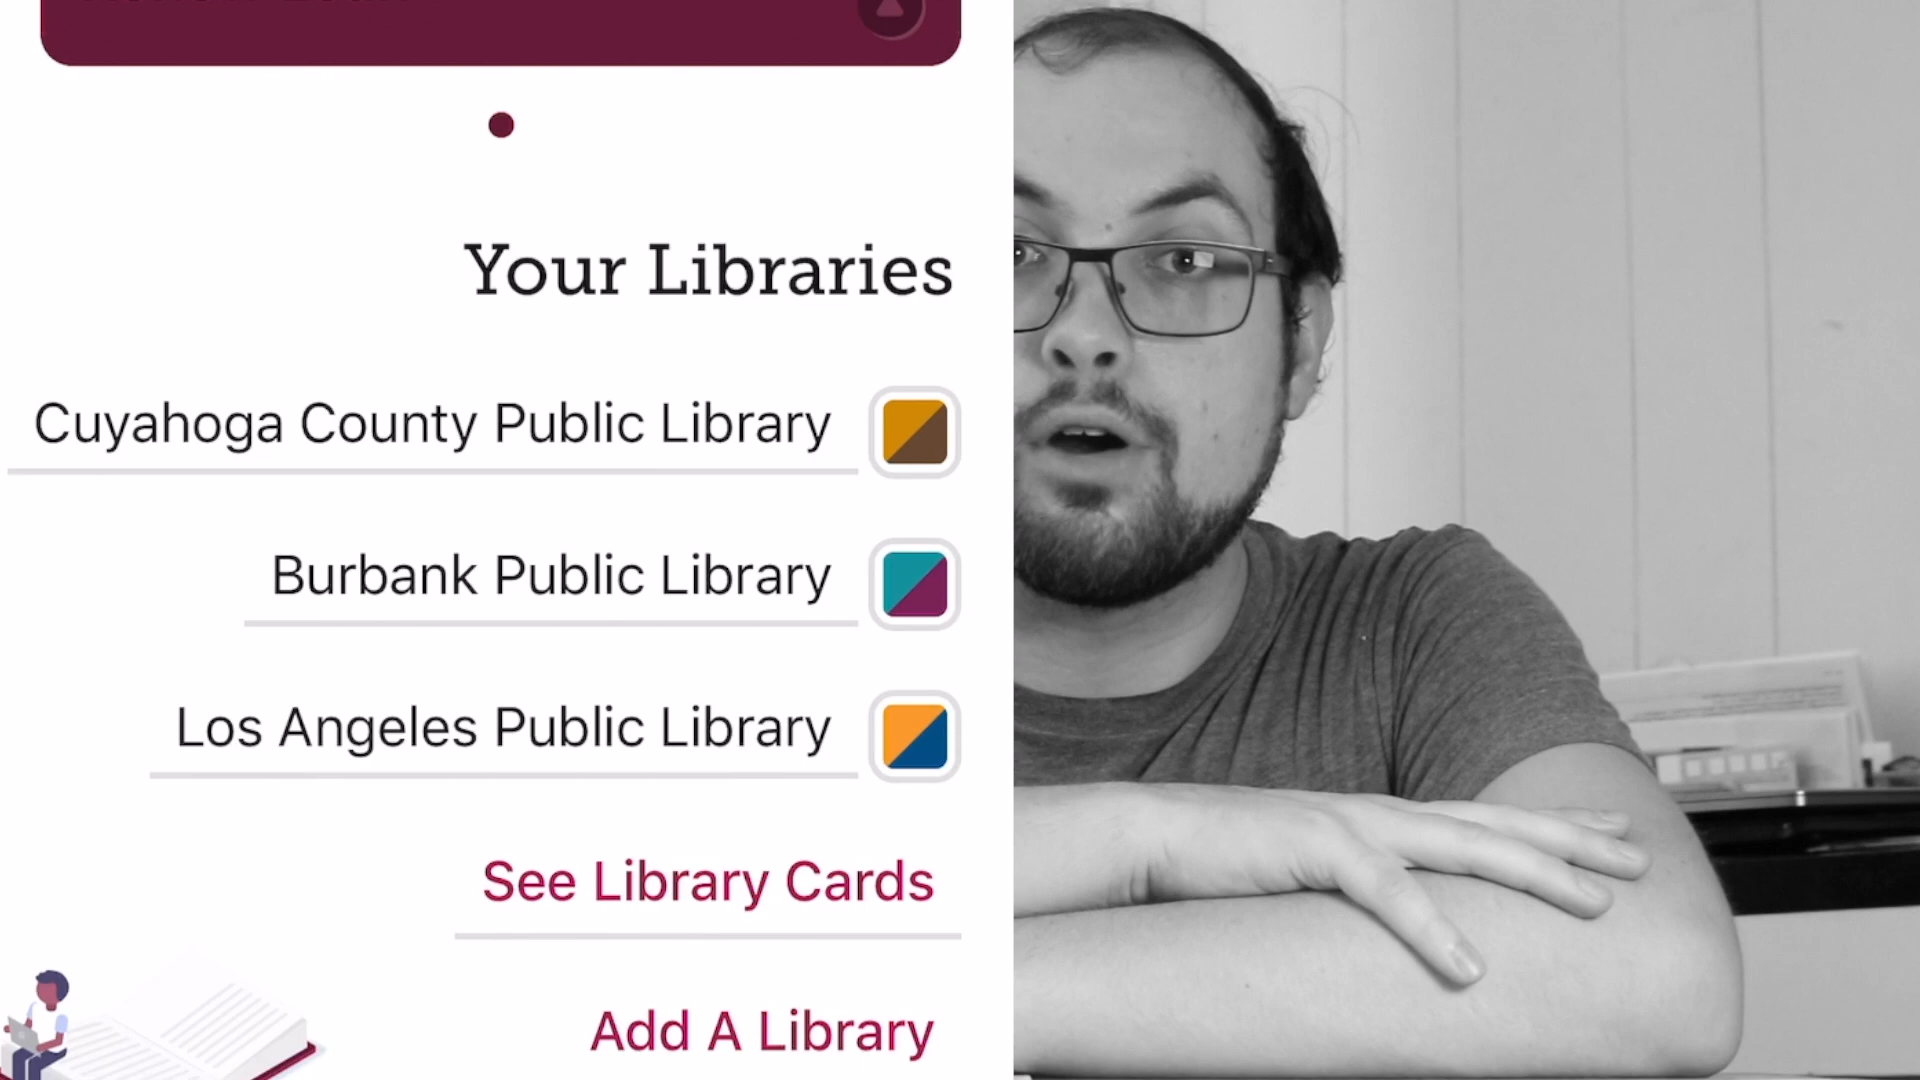 Your Libraries
Cuyahoga County Public Library
Burbank Public Library
Los Angeles Public Library
See Library Cards
Add A Library